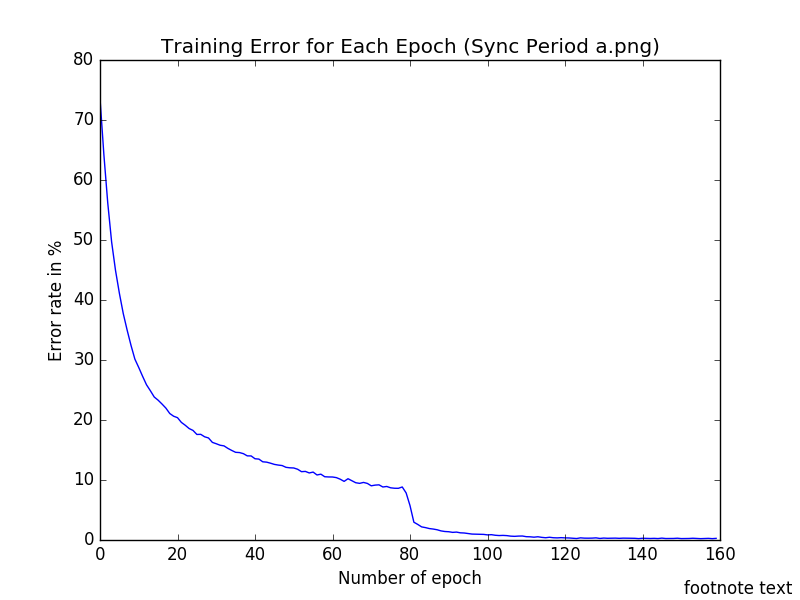 Training Error for Each Epoch (Sync Period a.png)
80
70
60
50
40
30
20
10
0
Error rate in %
0 20 40 60 80 100 120 140 160
Number of epoch
footnote text